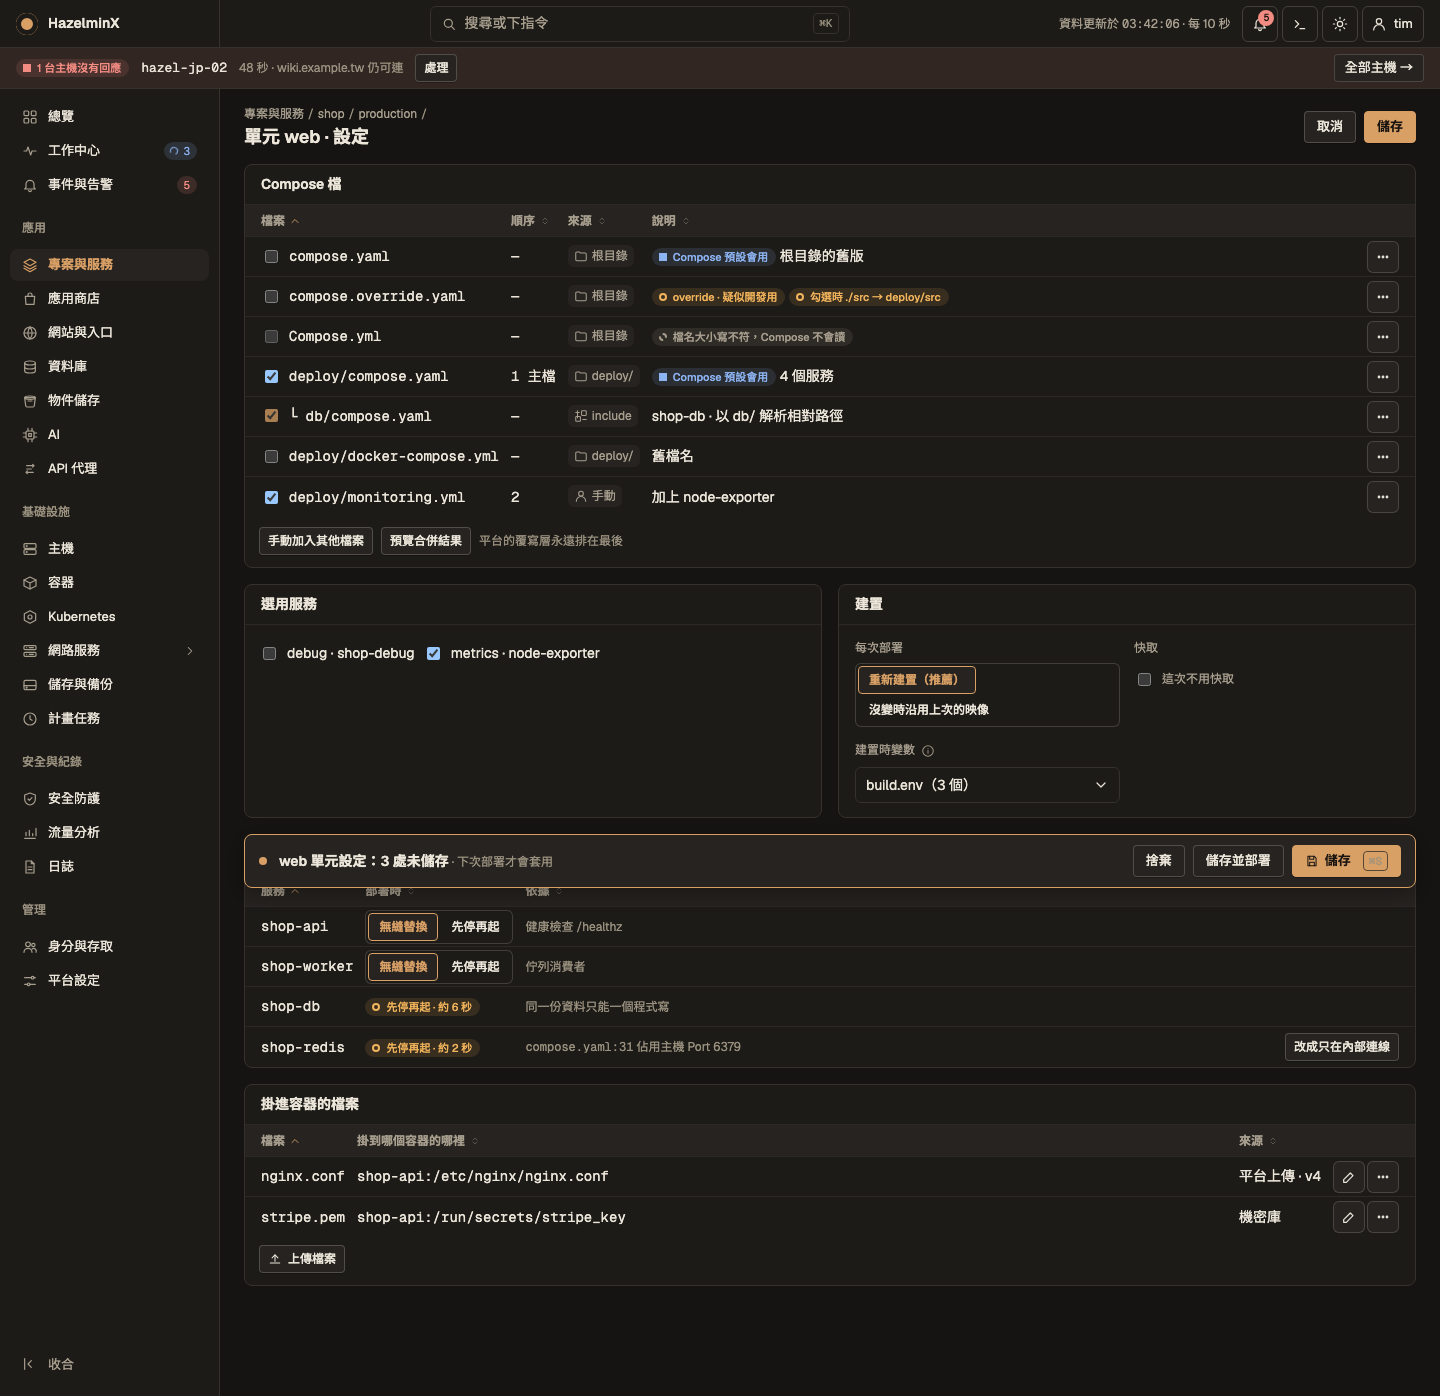 HazelminX
搜尋或下指令
⌘K
資料更新於 03:42:06 · 每 10 秒
5
tim
1 台主機沒有回應
hazel-jp-02
48 秒 · wiki.example.tw 仍可連
處理
全部主機 →
總覽
工作中心
3
事件與告警
5
應用
專案與服務
應用商店
網站與入口
資料庫
物件儲存
AI
API 代理
基礎設施
主機
容器
Kubernetes
網路服務
儲存與備份
計畫任務
安全與紀錄
安全防護
流量分析
日誌
管理
身分與存取
平台設定
收合
專案與服務 / shop / production /
單元 web · 設定
取消
儲存
Compose 檔
檔案 順序 來源 說明
compose.yaml — 根目錄 Compose 預設會用 根目錄的舊版
compose.override.yaml — 根目錄 override · 疑似開發用 勾選時 ./src → deploy/src
Compose.yml — 根目錄 檔名大小寫不符，Compose 不會讀
deploy/compose.yaml 1 主檔 deploy/ Compose 預設會用 4 個服務
└ db/compose.yaml — include shop-db · 以 db/ 解析相對路徑
deploy/docker-compose.yml — deploy/ 舊檔名
deploy/monitoring.yml 2 手動 加上 node-exporter
手動加入其他檔案 預覽合併結果 平台的覆寫層永遠排在最後
選用服務
debug · shop-debug metrics · node-exporter
建置
每次部署 快取
重新建置（推薦） 這次不用快取
沒變時沿用上次的映像
建置時變數
build.env（3 個）
web 單元設定：3 處未儲存 · 下次部署才會套用
捨棄
儲存並部署
儲存 ⌘S
服務 部署時 依據
shop-api 無縫替換 先停再起 健康檢查 /healthz
shop-worker 無縫替換 先停再起 佇列消費者
shop-db 先停再起 · 約 6 秒 同一份資料只能一個程式寫
shop-redis 先停再起 · 約 2 秒 compose.yaml:31 佔用主機 Port 6379 改成只在內部連線
掛進容器的檔案
檔案 掛到哪個容器的哪裡 來源
nginx.conf shop-api:/etc/nginx/nginx.conf 平台上傳 · v4
stripe.pem shop-api:/run/secrets/stripe_key 機密庫
上傳檔案